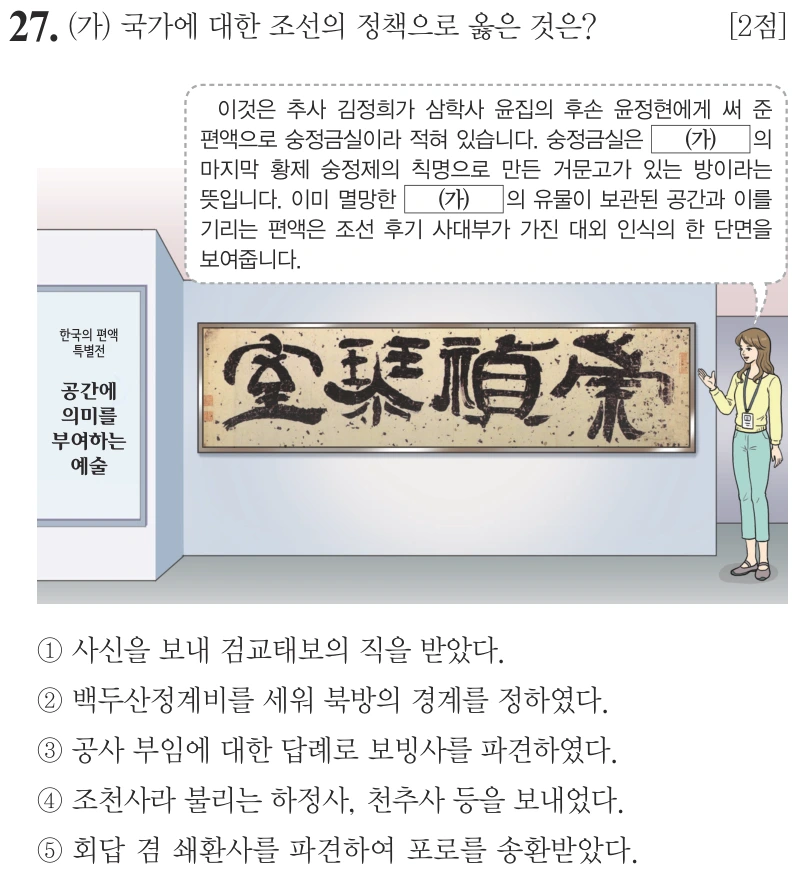 27. (가) 국가에 대한 조선의 정책으로 옳은 것은? [2점]
이것은 추사 김정희가 삼학사 윤집의 후손 윤정현에게 써 준
편액으로 숭정금실이라 적혀 있습니다. 숭정금실은 (가) 의
마지막 황제 숭정제의 칙명으로 만든 거문고가 있는 방이라는
뜻입니다. 이미 멸망한 (가) 의 유물이 보관된 공간과 이를
기리는 편액은 조선 후기 사대부가 가진 대외 인식의 한 단면을
보여줍니다.
한국의 편액
특별전
공간에
의미를
부여하는
예술
室琴禎崇
① 사신을 보내 검교태보의 직을 받았다.
② 백두산정계비를 세워 북방의 경계를 정하였다.
③ 공사 부임에 대한 답례로 보빙사를 파견하였다.
④ 조천사라 불리는 하정사, 천추사 등을 보내었다.
⑤ 회답 겸 쇄환사를 파견하여 포로를 송환받았다.